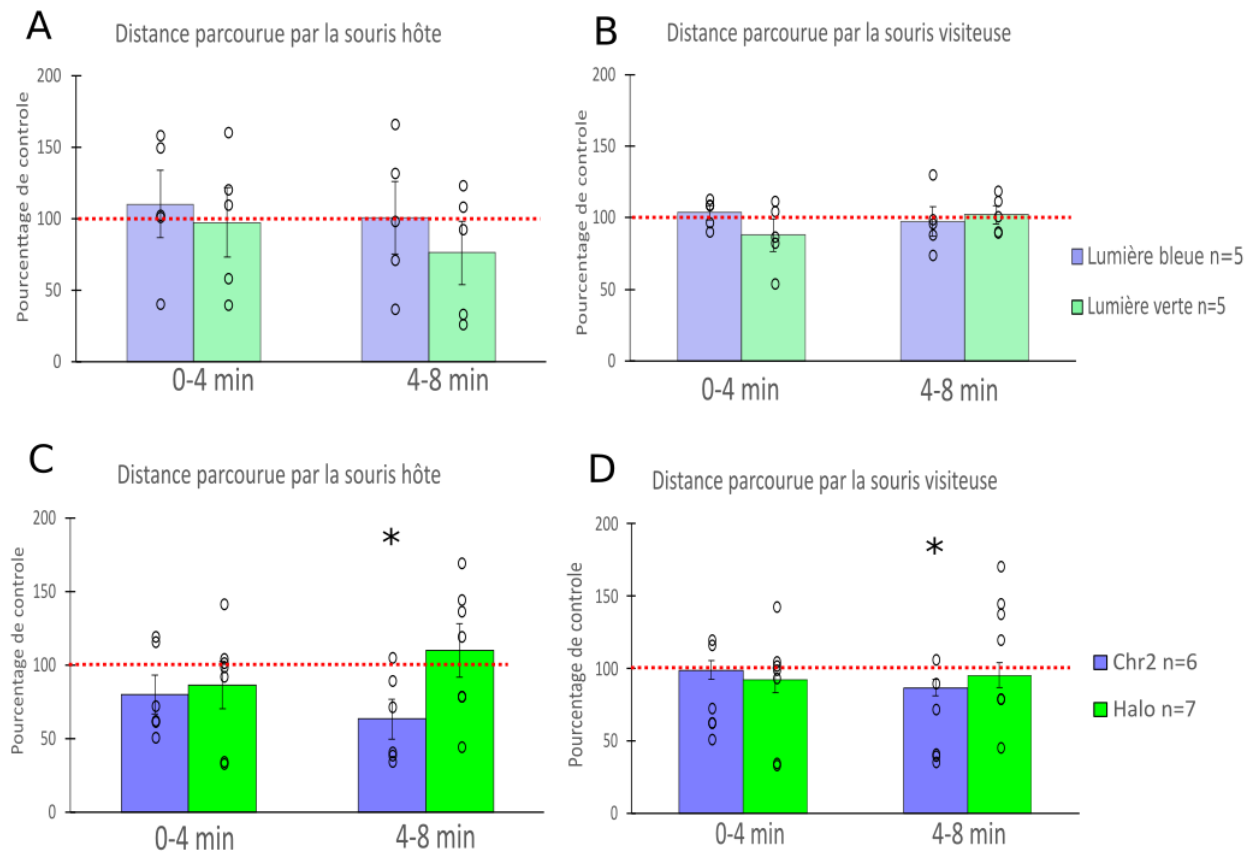 A
Distance parcourue par la souris hôte
Pourcentage de controle
200
150
100
50
0
0-4 min
4-8 min
B
Distance parcourue par la souris visiteuse
Pourcentage de controle
200
150
100
50
0
0-4 min
4-8 min
Lumière bleue n=5
Lumière verte n=5
C
Distance parcourue par la souris hôte
Pourcentage de controle
200
150
100
50
0
*
0-4 min
4-8 min
D
Distance parcourue par la souris visiteuse
Pourcentage de controle
200
150
100
50
0
*
0-4 min
4-8 min
Chr2 n=6
Halo n=7